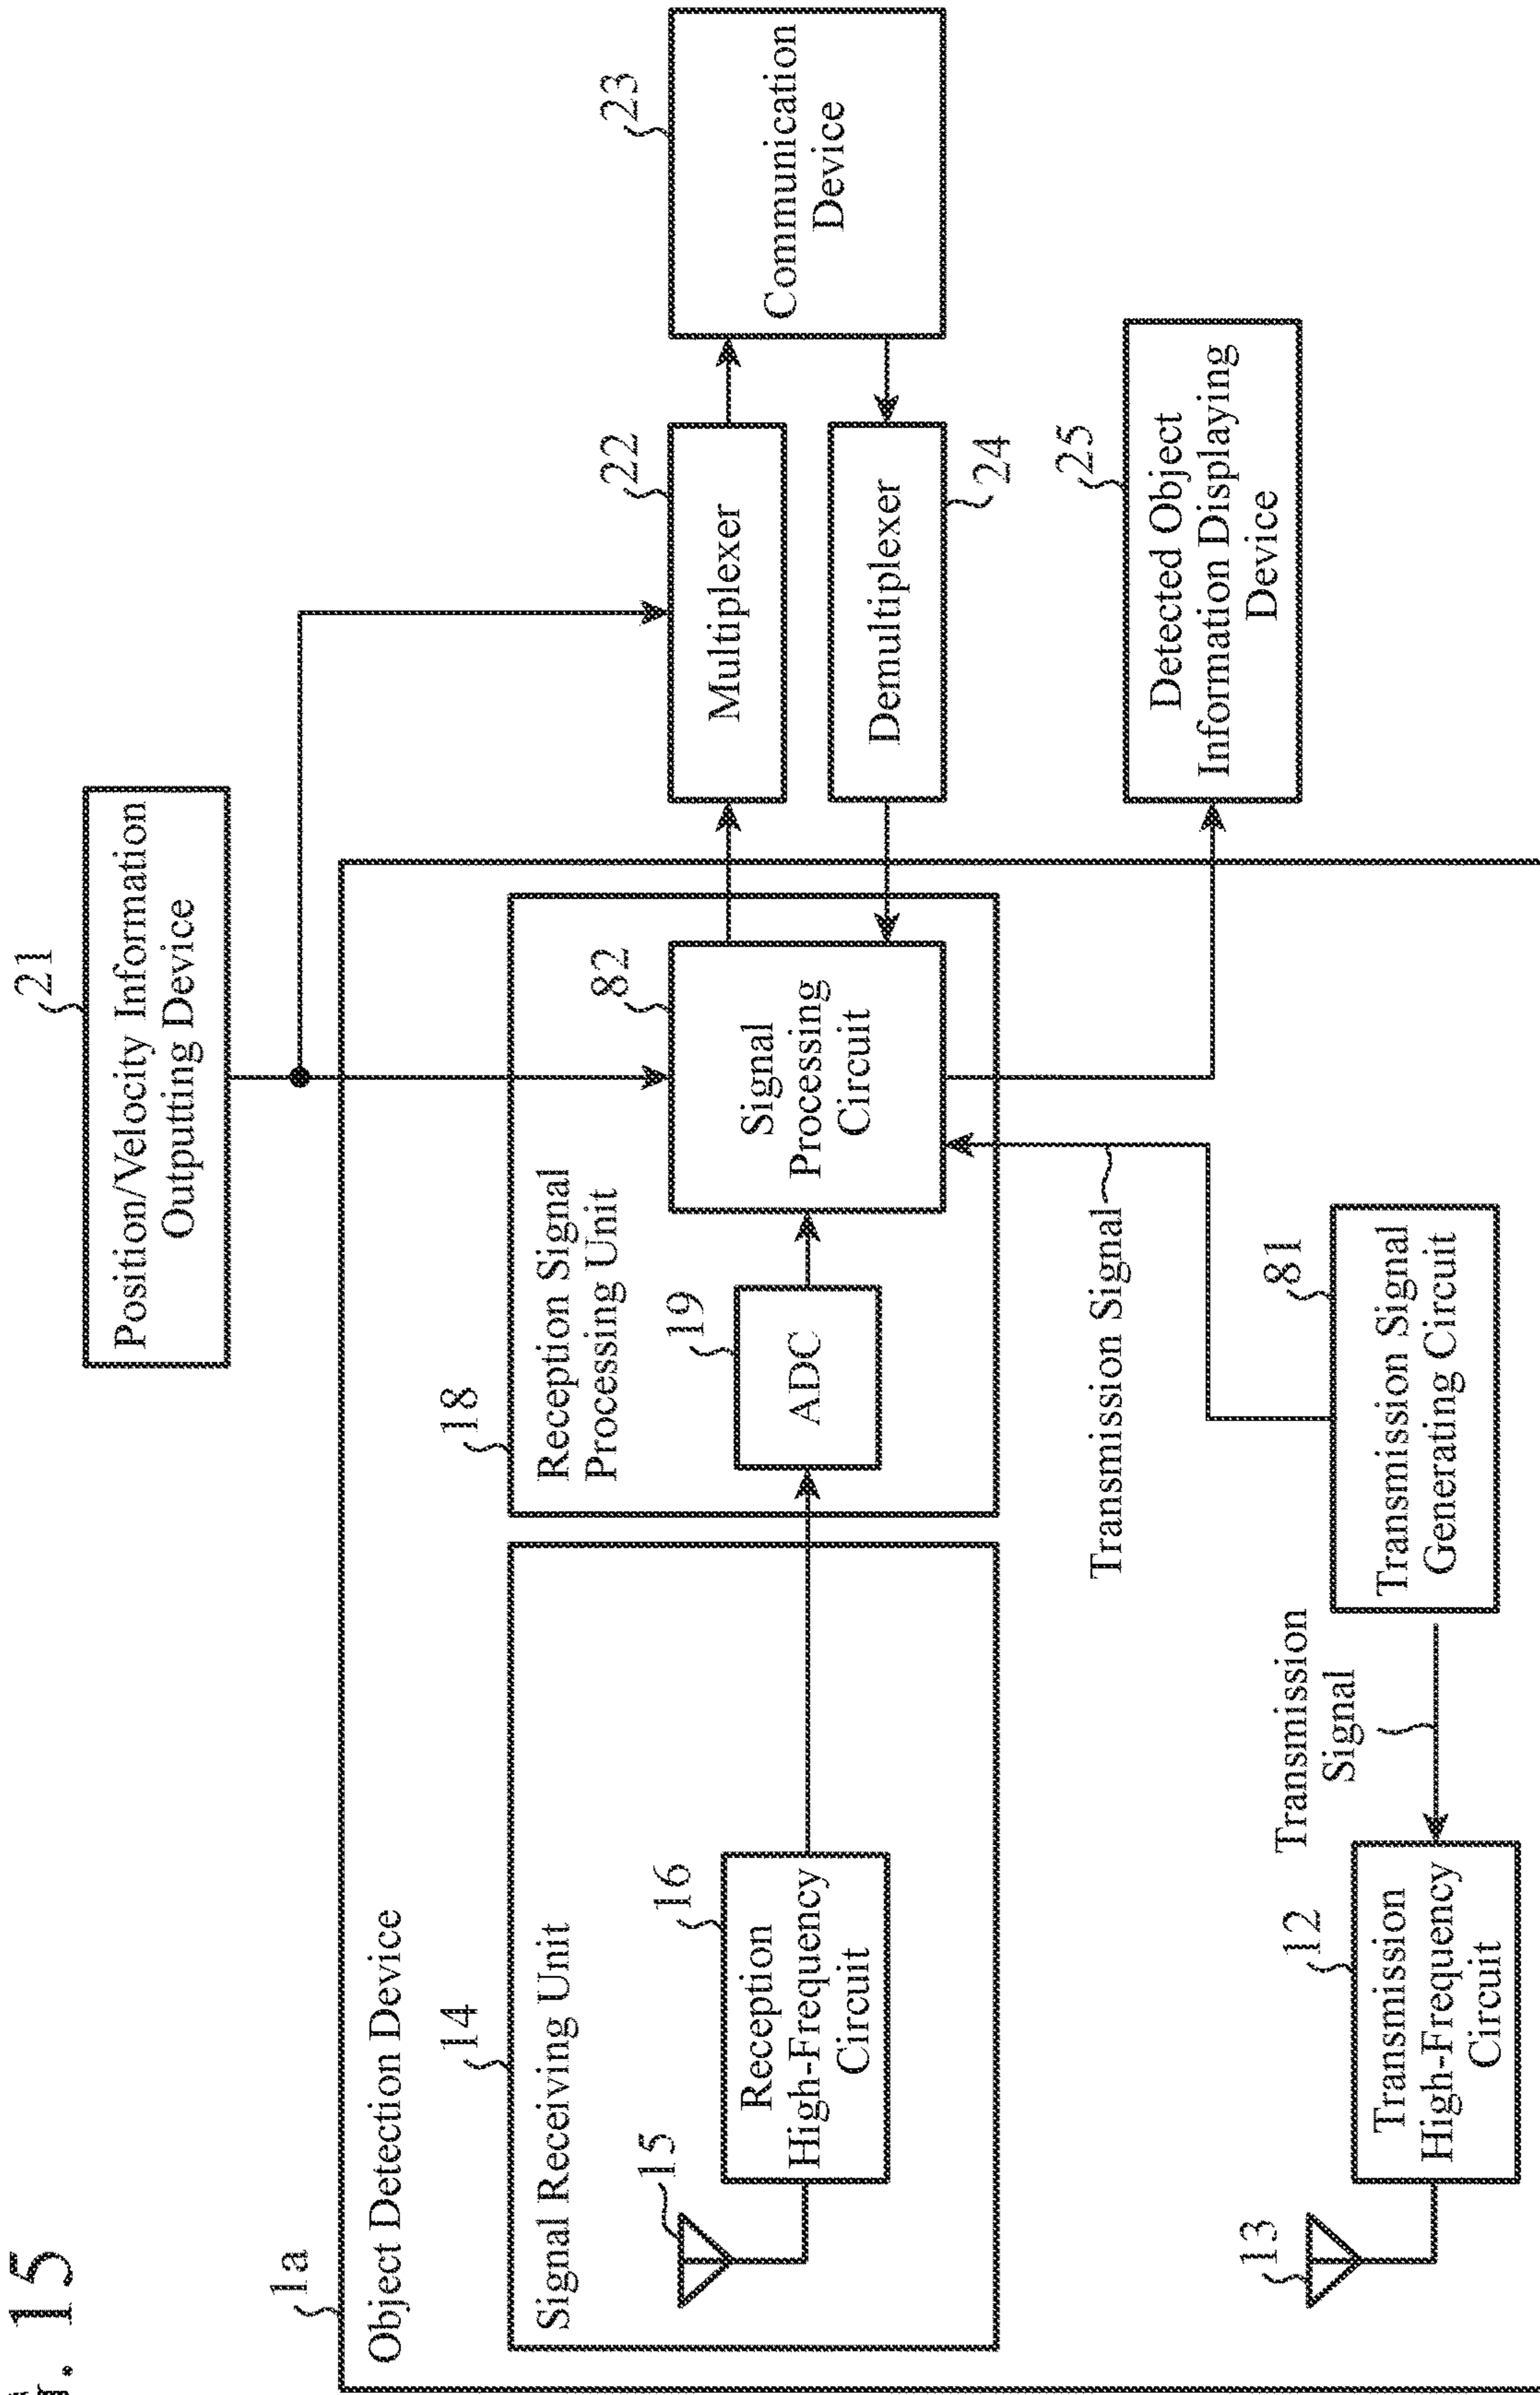 15
21
Position/Velocity Information
Outputting Device
1a
Object Detection Device
14
Signal Receiving Unit
15
16
Reception
High-Frequency
Circuit
18
Reception Signal
Processing Unit
19
ADC
82
Signal
Processing
Circuit
22
Multiplexer
23
Communication
Device
Demultiplexer
24
25
Detected Object
Information Displaying
Device
Transmission Signal
81
Transmission Signal
Generating Circuit
Transmission
Signal
12
Transmission
High-Frequency
Circuit
13